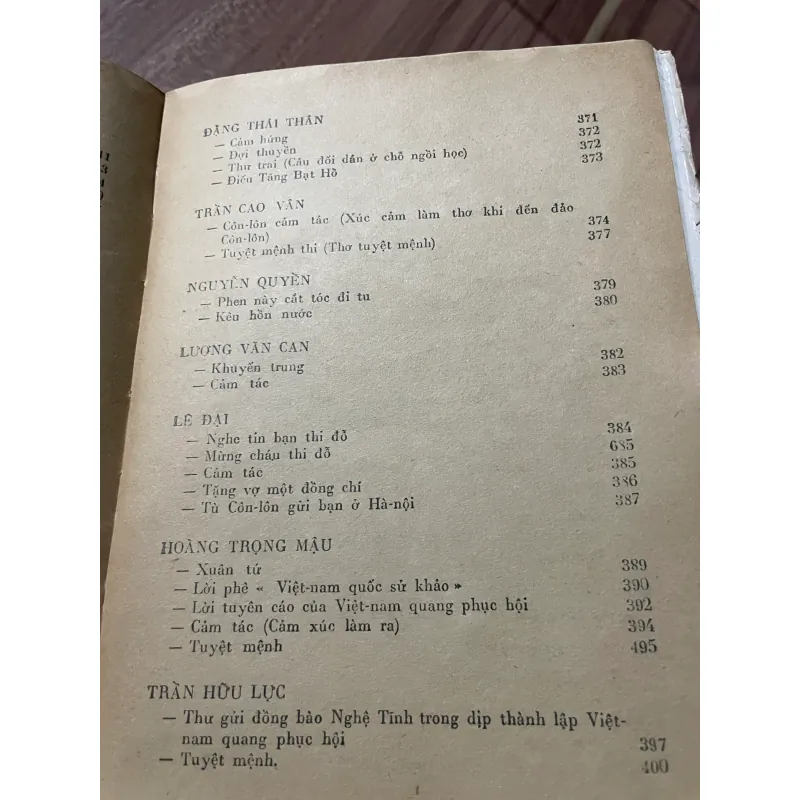 ĐẶNG THÁI THÂN
— Cảm hứng 371
— Đợi thuyền 372
— Thư trai (Câu đối dán ở chỗ ngồi học) 372
— Điếu Tăng Bạt Hồ 373
TRẦN CAO VÂN
— Côn-lôn cảm tác (Xúc cảm làm thơ khi đến đảo
Côn-lôn) 374
— Tuyệt mệnh thi (Thơ tuyệt mệnh) 377
NGUYỄN QUYỀN
— Phen này cắt tóc đi tu 379
— Kêu hồn nước 380
LƯƠNG VĂN CAN
— Khuyển trung 382
— Cảm tác 383
LÊ ĐẠI
— Nghe tin bạn thi đỗ 384
— Mừng cháu thi đỗ 685
— Cảm tác 385
— Tặng vợ một đồng chí 386
— Tù Côn-lôn gửi bạn ở Hà-nội 387
HOÀNG TRỌNG MẬU
— Xuân tứ 389
— Lời phê « Việt-nam quốc sử khảo » 390
— Lời tuyên cáo của Việt-nam quang phục hội 392
— Cảm tác (Cảm xúc làm ra) 394
— Tuyệt mệnh 495
TRẦN HỮU LỰC
— Thư gửi đồng bào Nghệ Tĩnh trong dịp thành lập Việt-
nam quang phục hội 397
— Tuyệt mệnh. 400